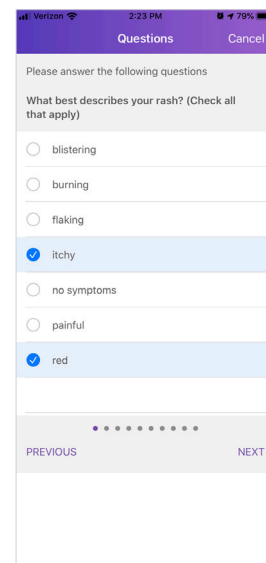 Verizon 2:23 PM 79%
Questions Cancel
Please answer the following questions
What best describes your rash? (Check all
that apply)
blistering
burning
flaking
itchy
no symptoms
painful
red
PREVIOUS NEXT